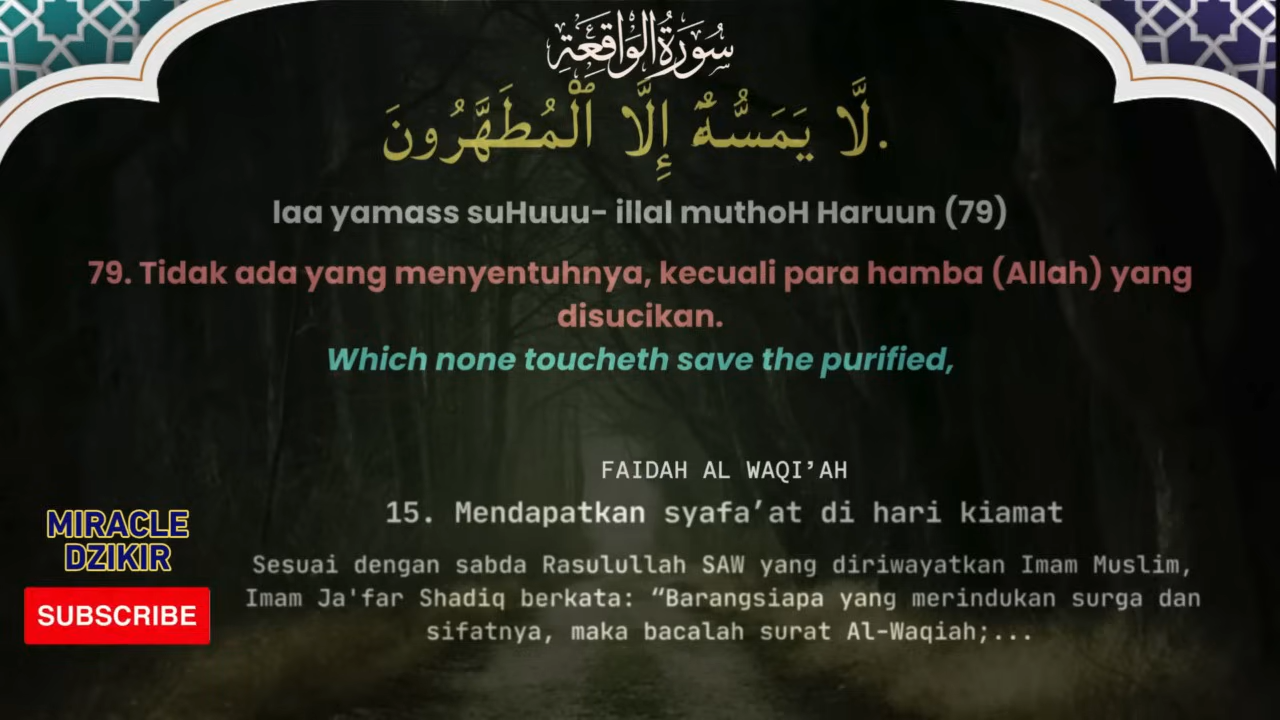 سُورَةُ الْوَاقِعَةِ
لَّا يَمَسُّهُۥٓ إِلَّا ٱلْمُطَهَّرُونَ.
laa yamass suHuuu- illal muthoH Haruun (79)
79. Tidak ada yang menyentuhnya, kecuali para hamba (Allah) yang
disucikan.
Which none toucheth save the purified,
FAIDAH AL WAQI’AH
15. Mendapatkan syafa’at di hari kiamat
Sesuai dengan sabda Rasulullah SAW yang diriwayatkan Imam Muslim,
Imam Ja'far Shadiq berkata: “Barangsiapa yang merindukan surga dan
sifatnya, maka bacalah surat Al-Waqiah;...
MIRACLE
DZIKIR
SUBSCRIBE